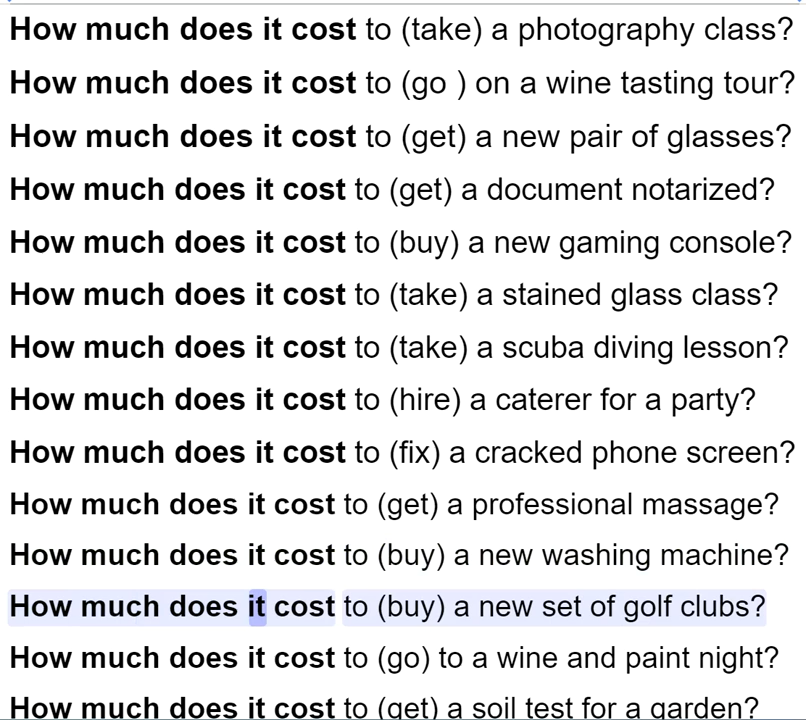 How much does it cost to (take) a photography class?
How much does it cost to (go ) on a wine tasting tour?
How much does it cost to (get) a new pair of glasses?
How much does it cost to (get) a document notarized?
How much does it cost to (buy) a new gaming console?
How much does it cost to (take) a stained glass class?
How much does it cost to (take) a scuba diving lesson?
How much does it cost to (hire) a caterer for a party?
How much does it cost to (fix) a cracked phone screen?
How much does it cost to (get) a professional massage?
How much does it cost to (buy) a new washing machine?
How much does it cost to (buy) a new set of golf clubs?
How much does it cost to (go) to a wine and paint night?
How much does it cost to (get) a soil test for a garden?